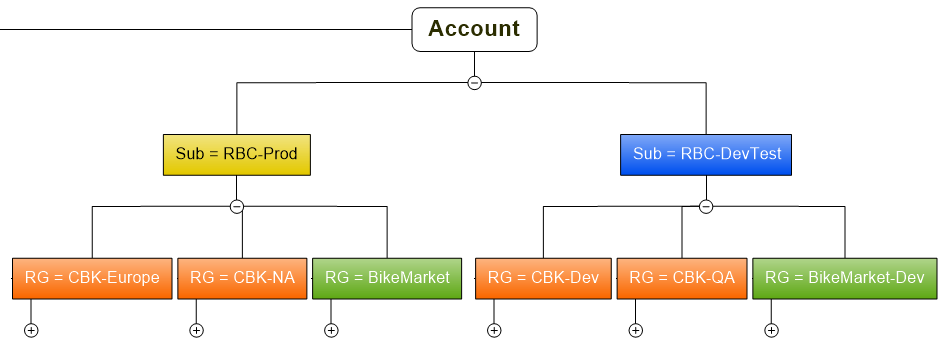 Account
Sub = RBC-Prod
Sub = RBC-DevTest
RG = CBK-Europe
RG = CBK-NA
RG = BikeMarket
RG = CBK-Dev
RG = CBK-QA
RG = BikeMarket-Dev